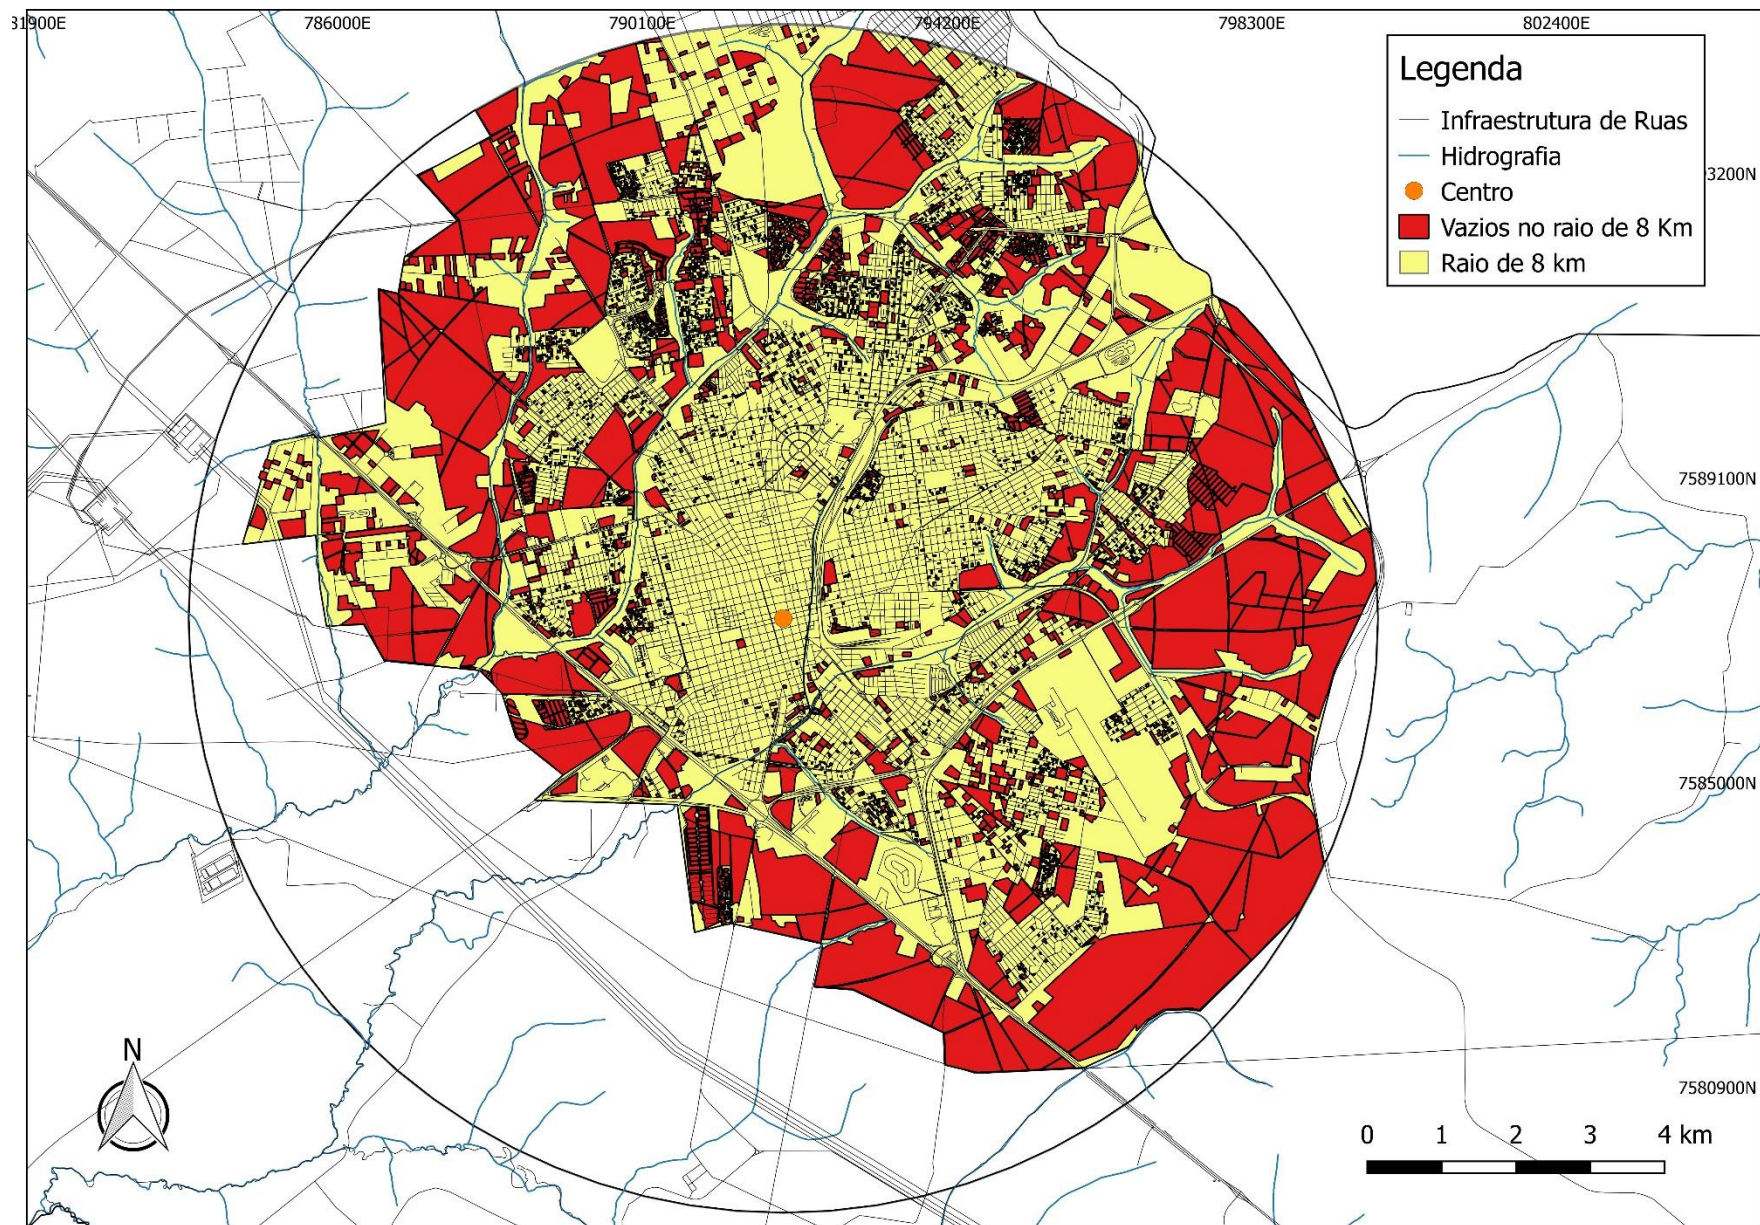 31900E 786000E 790100E 794200E 798300E 802400E
Legenda
Infraestrutura de Ruas
Hidrografia
Centro
Vazios no raio de 8 Km
Raio de 8 km
3200N
7589100N
7585000N
7580900N
N
0 1 2 3 4 km